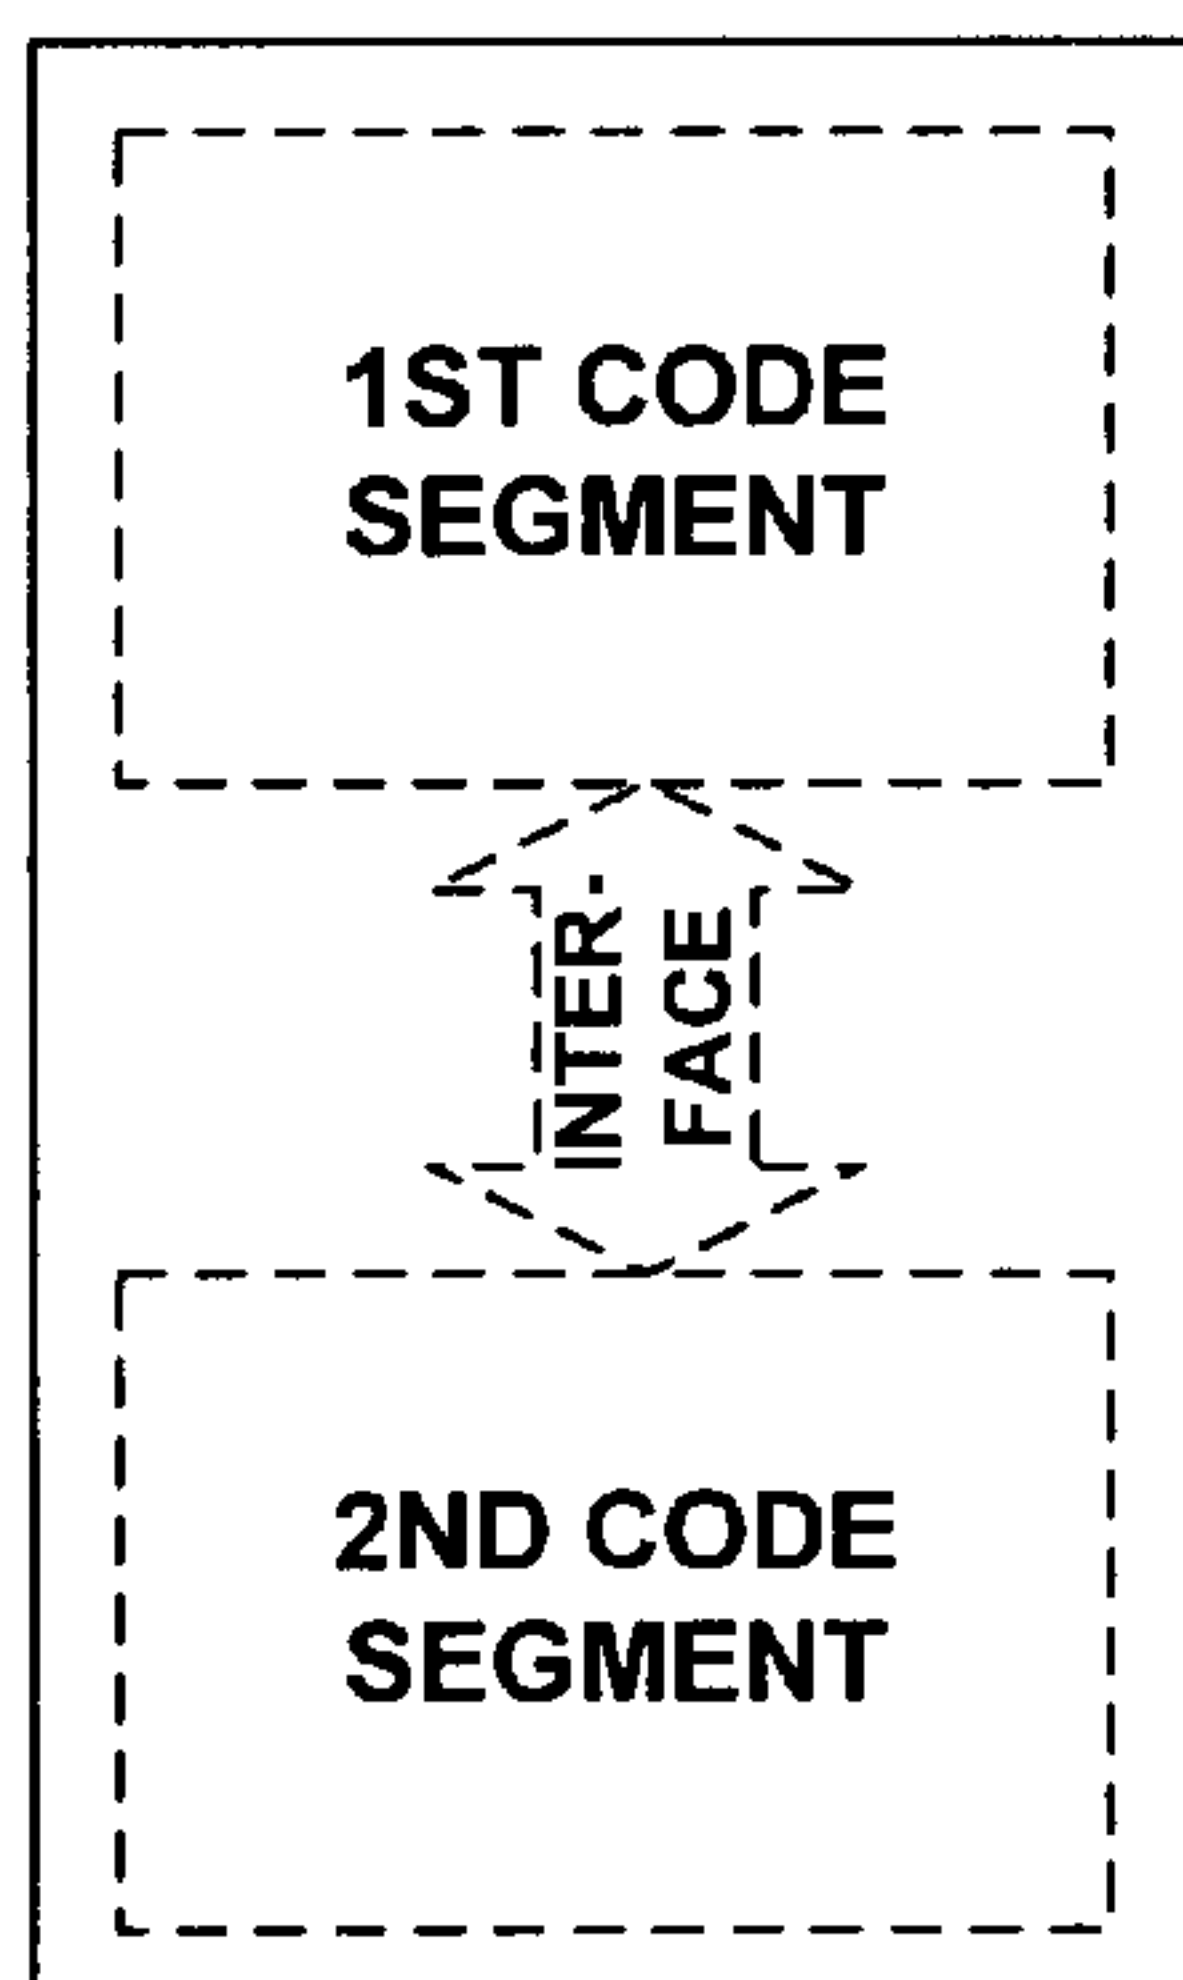 1ST CODE
SEGMENT
INTER-
FACE
2ND CODE
SEGMENT